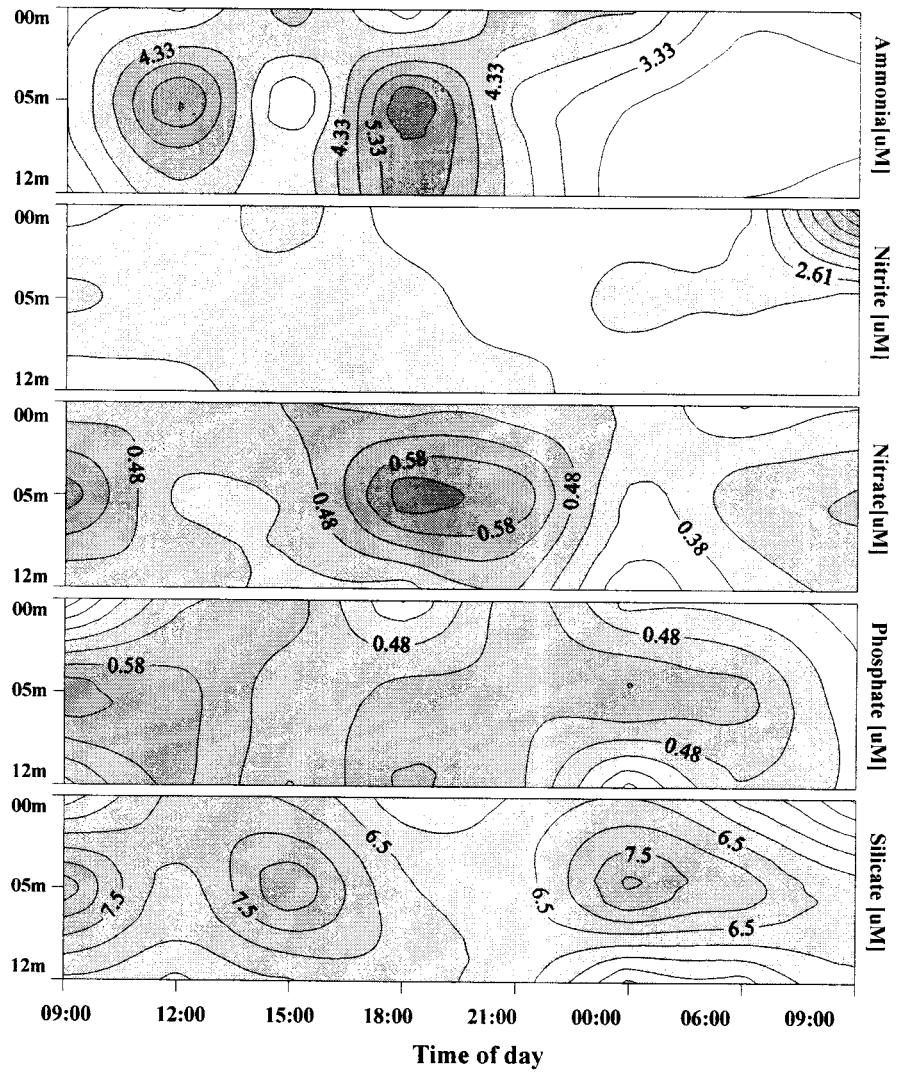 00m
05m
12m
4.33
4.33
5.33
4.33
3.33
Ammonia[uM]
00m
05m
12m
2.61
Nitrite [uM]
00m
05m
12m
0.48
0.48
0.58
0.58
0.48
0.38
Nitrate[uM]
00m
05m
12m
0.58
0.48
0.48
0.48
Phosphate [uM]
00m
05m
12m
7.5
7.5
6.5
6.5
7.5
6.5
6.5
Silicate [uM]
09:00 12:00 15:00 18:00 21:00 00:00 06:00 09:00
Time of day